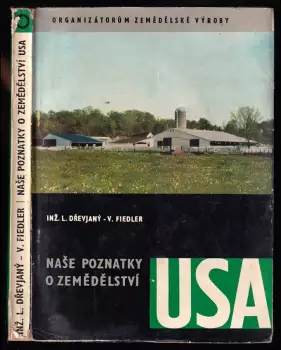 INŽ. L. DŘEVJANÝ - V. FIEDLER | NAŠE POZNATKY O ZEMĚDĚLSTVÍ USA
ORGANIZÁTORŮM ZEMĚDĚLSKÉ VÝROBY
INŽ. L. DŘEVJANÝ - V. FIEDLER
NAŠE POZNATKY
O ZEMĚDĚLSTVÍ
USA